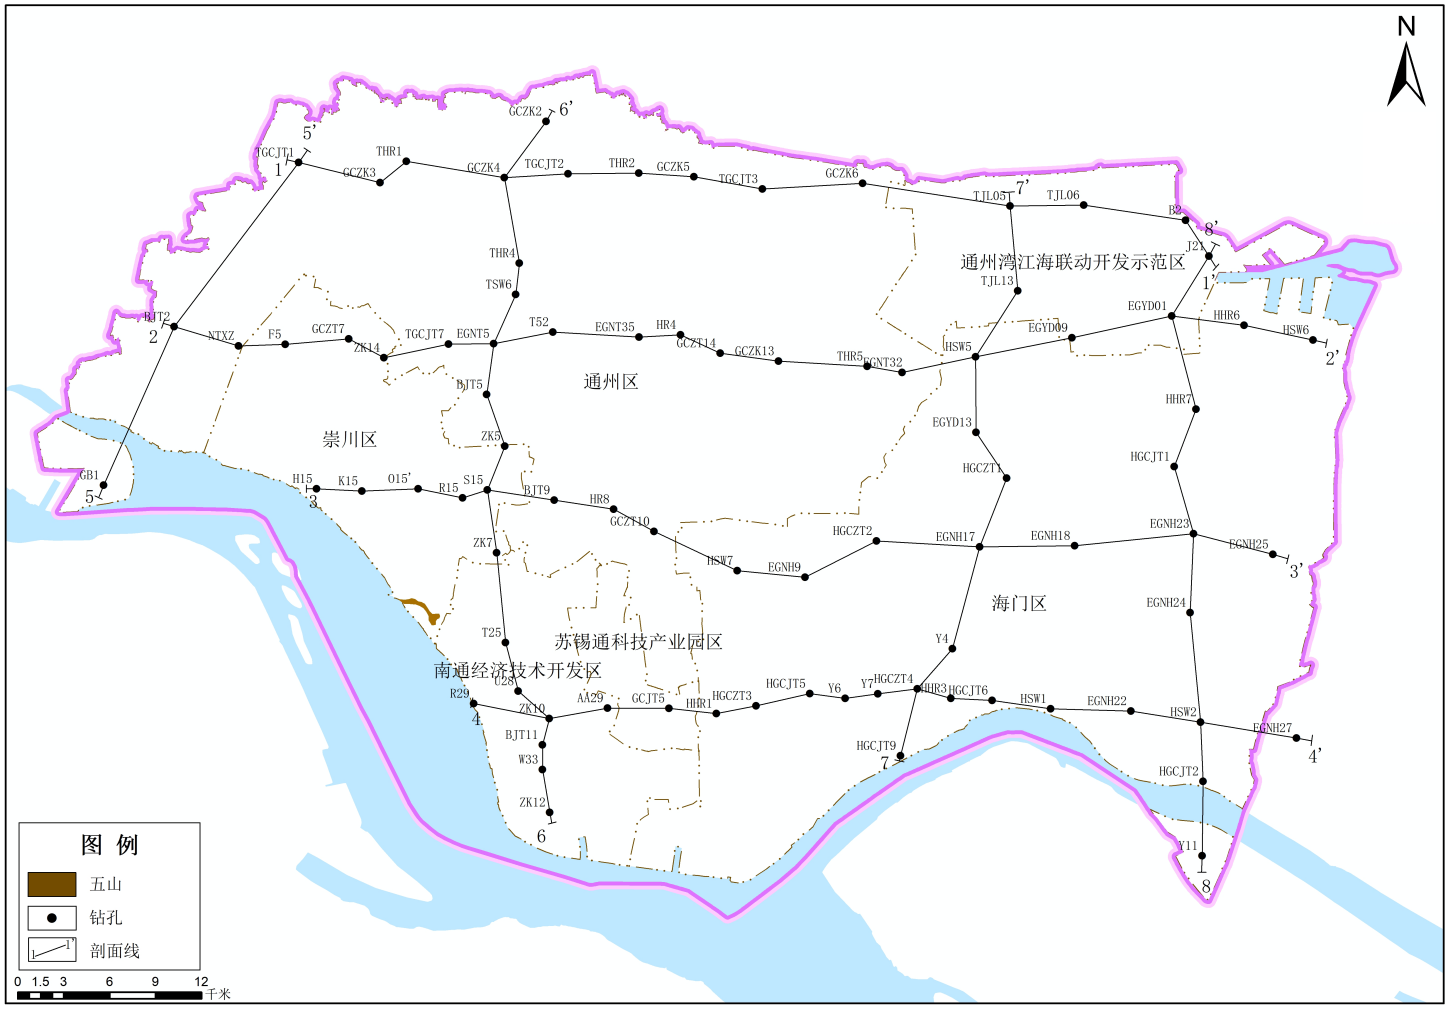 N
GCZK2
6'
5'
TGCJT1
1
GCZK3
THR1
GCZK4
TGCJT2
THR2
GCZK5
TGCJT3
GCZK6
TJL05
7'
TJL06
B2
8'
J21
1'
THR4
TSW6
通州湾江海联动开发示范区
TJL13
EGYD01
HHR6
HSW6
2'
BJT2
2
NTXZ
F5
GCZT7
ZK14
TGCJT7
EGNT5
T52
EGNT35
HR4
GCZT14
GCZK13
THR5
EGNT32
HSW5
EGYD09
BJT5
通州区
HHR7
崇川区
ZK5
EGYD13
HGCJT1
HGCZT1
GB1
5
H15
3
K15
O15'
R15
S15
BJT9
HR8
GCZT10
HSW7
EGNH9
HGCZT2
EGNH17
EGNH18
EGNH23
EGNH25
3'
ZK7
海门区
EGNH24
T25
苏锡通科技产业园区
南通经济技术开发区
Y4
U28
R29
4
ZK10
AA29
GCJT5
HHR1
HGCZT3
HGCJT5
Y6
Y7
HGCZT4
HHR3
HGCJT6
HSW1
EGNH22
HSW2
EGNH27
4'
BJT11
W33
ZK12
6
HGCJT9
7
HGCJT2
Y11
8
图 例
五山
钻孔
1 1' 剖面线
0 1.5 3 6 9 12 千米